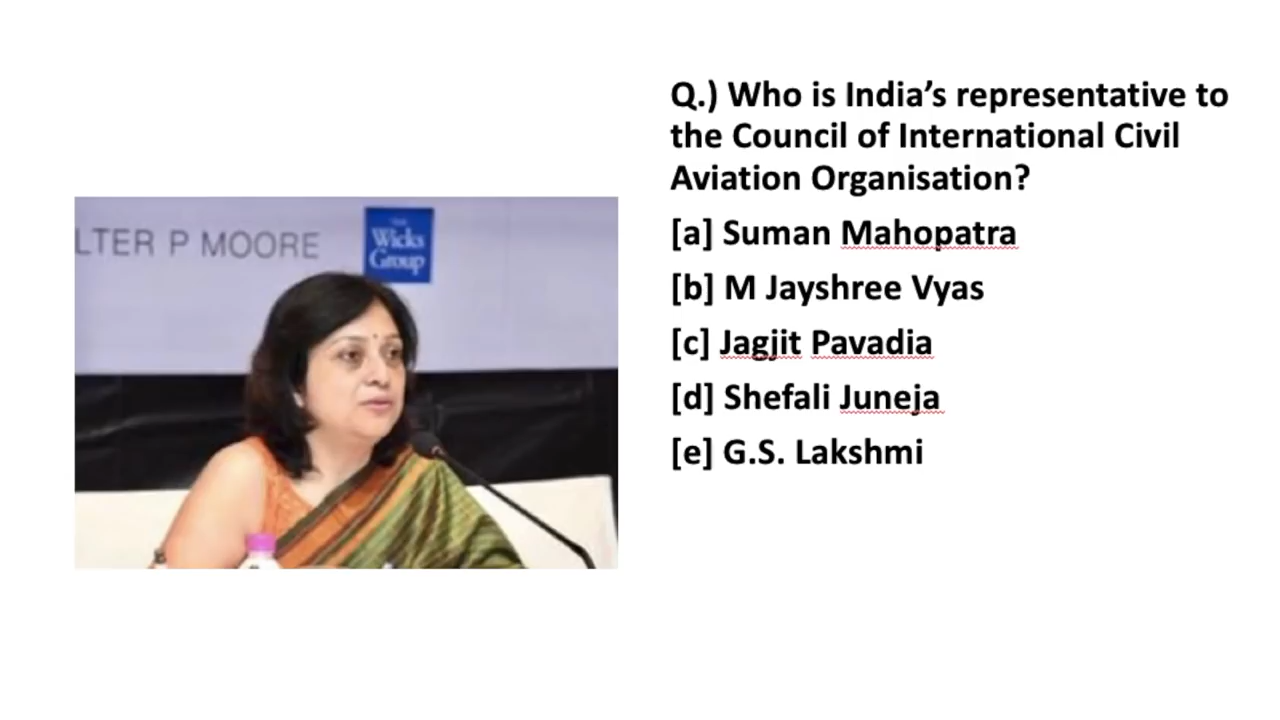 LTER P MOORE
Wicks
Group
Q.) Who is India’s representative to
the Council of International Civil
Aviation Organisation?
[a] Suman Mahopatra
[b] M Jayshree Vyas
[c] Jagjit Pavadia
[d] Shefali Juneja
[e] G.S. Lakshmi